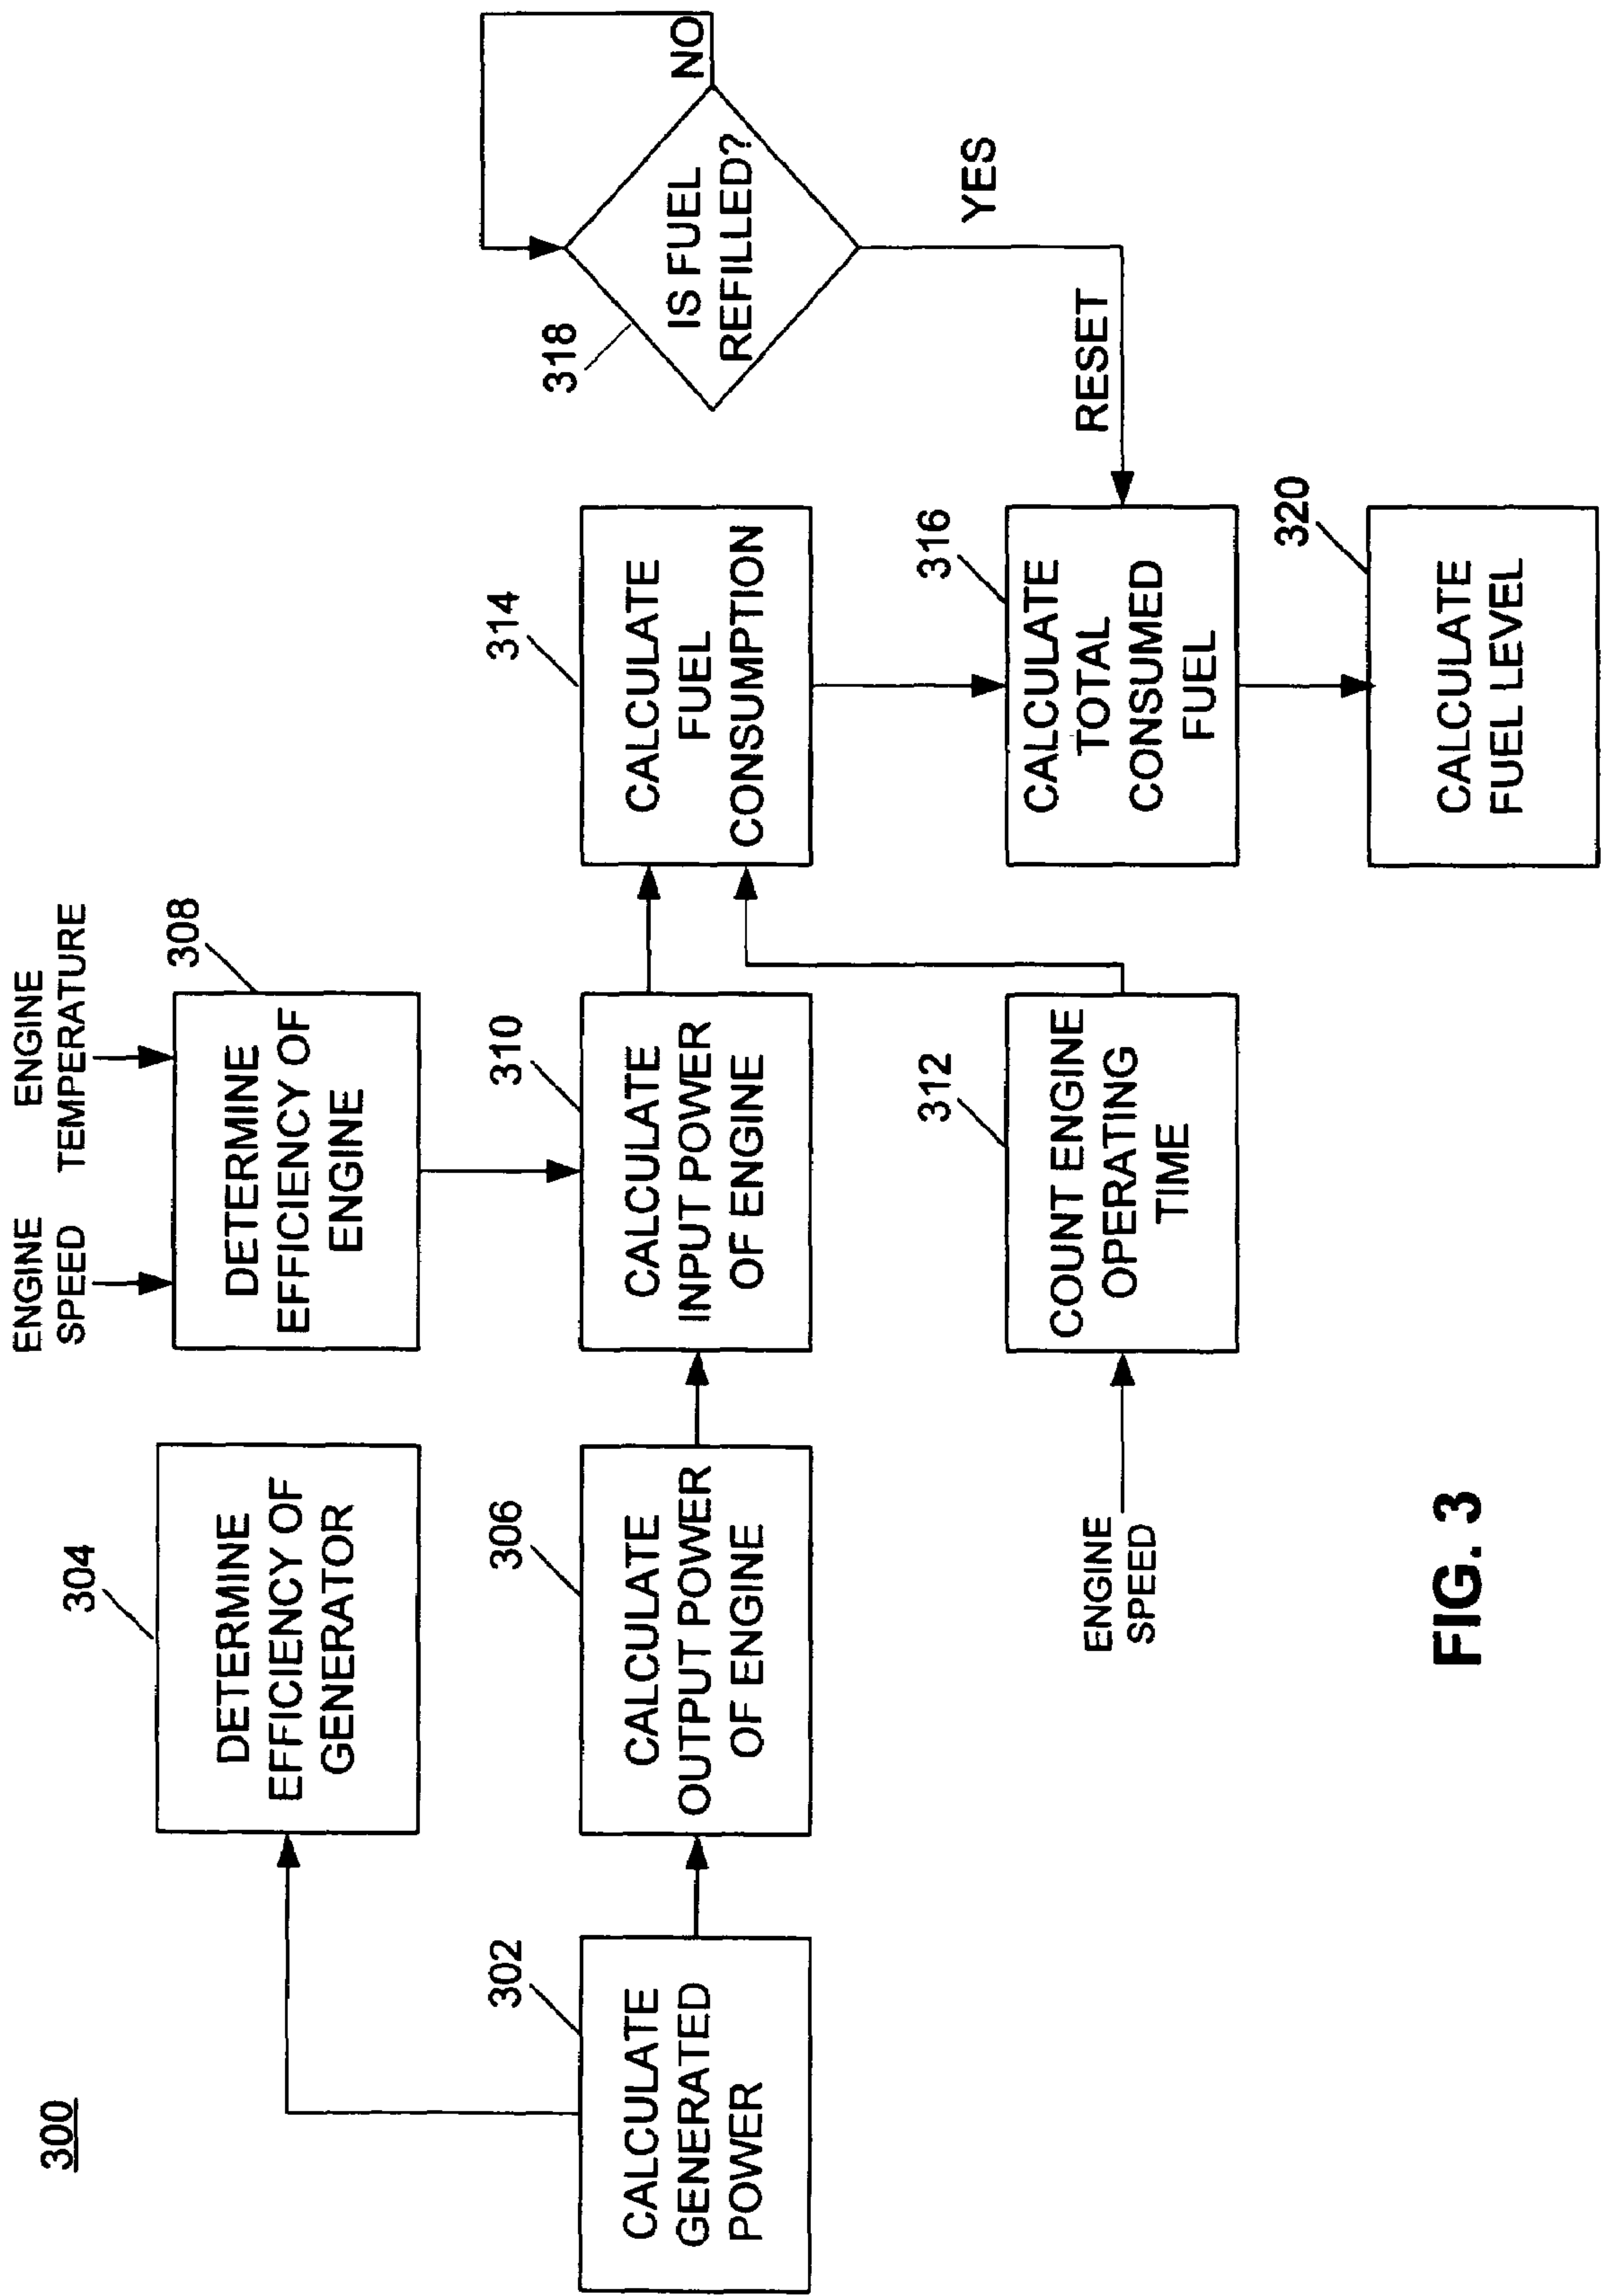 300
ENGINE
SPEED
ENGINE
TEMPERATURE
304
DETERMINE
EFFICIENCY OF
GENERATOR
308
DETERMINE
EFFICIENCY OF
ENGINE
302
CALCULATE
GENERATED
POWER
306
CALCULATE
OUTPUT POWER
OF ENGINE
310
CALCULATE
INPUT POWER
OF ENGINE
314
CALCULATE
FUEL
CONSUMPTION
318
IS FUEL
REFILLED?
NO
YES
RESET
ENGINE
SPEED
312
COUNT ENGINE
OPERATING
TIME
316
CALCULATE
TOTAL
CONSUMED
FUEL
320
CALCULATE
FUEL LEVEL
FIG. 3